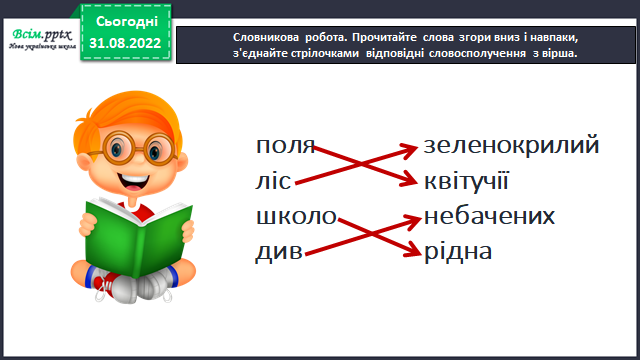 Всім.pptx
Нова українська школа
Сьогодні
31.08.2022
Словникова робота. Прочитайте слова згори вниз і навпаки,
з'єднайте стрілочками відповідні словосполучення з вірша.
поля зеленокрилий
ліс квітучії
школо небачених
див рідна